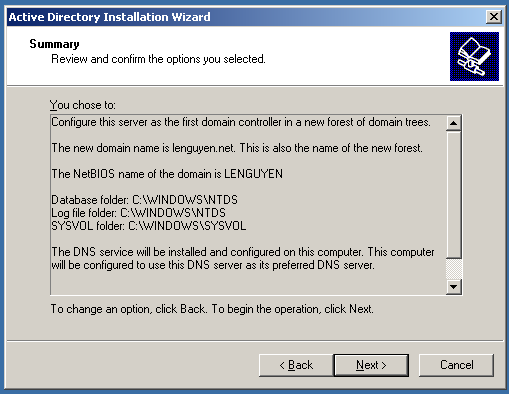 Active Directory Installation Wizard
Summary
Review and confirm the options you selected.
You chose to:
Configure this server as the first domain controller in a new forest of domain trees.
The new domain name is lenguyen.net. This is also the name of the new forest.
The NetBIOS name of the domain is LENGUYEN
Database folder: C:\WINDOWS\NTDS
Log file folder: C:\WINDOWS\NTDS
SYSVOL folder: C:\WINDOWS\SYSVOL
The DNS service will be installed and configured on this computer. This computer
will be configured to use this DNS server as its preferred DNS server.
To change an option, click Back. To begin the operation, click Next.
< Back
Next >
Cancel